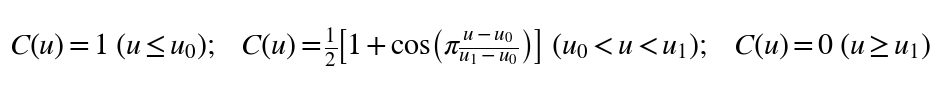 C(u) = 1 (u ≤ u₀);   C(u) = ½[1 + cos(π (u − u₀)/(u₁ − u₀))] (u₀ < u < u₁);   C(u) = 0 (u ≥ u₁)